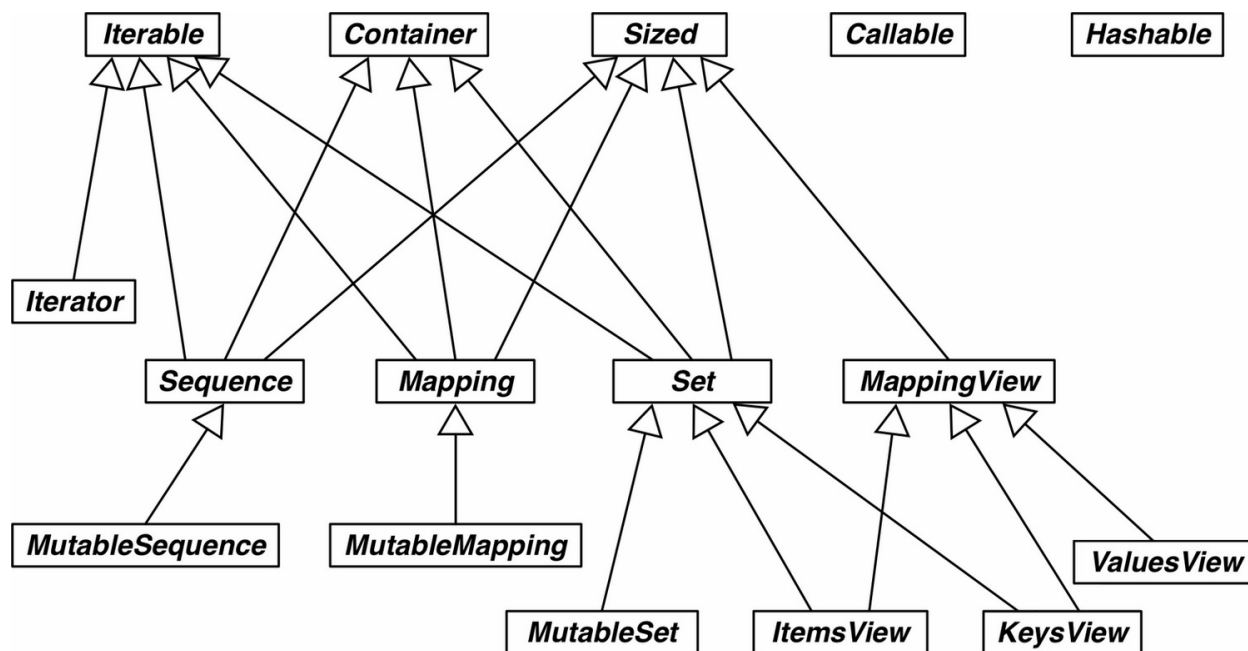 Iterable
Container
Sized
Callable
Hashable
Iterator
Sequence
Mapping
Set
MappingView
MutableSequence
MutableMapping
ValuesView
MutableSet
ItemsView
KeysView